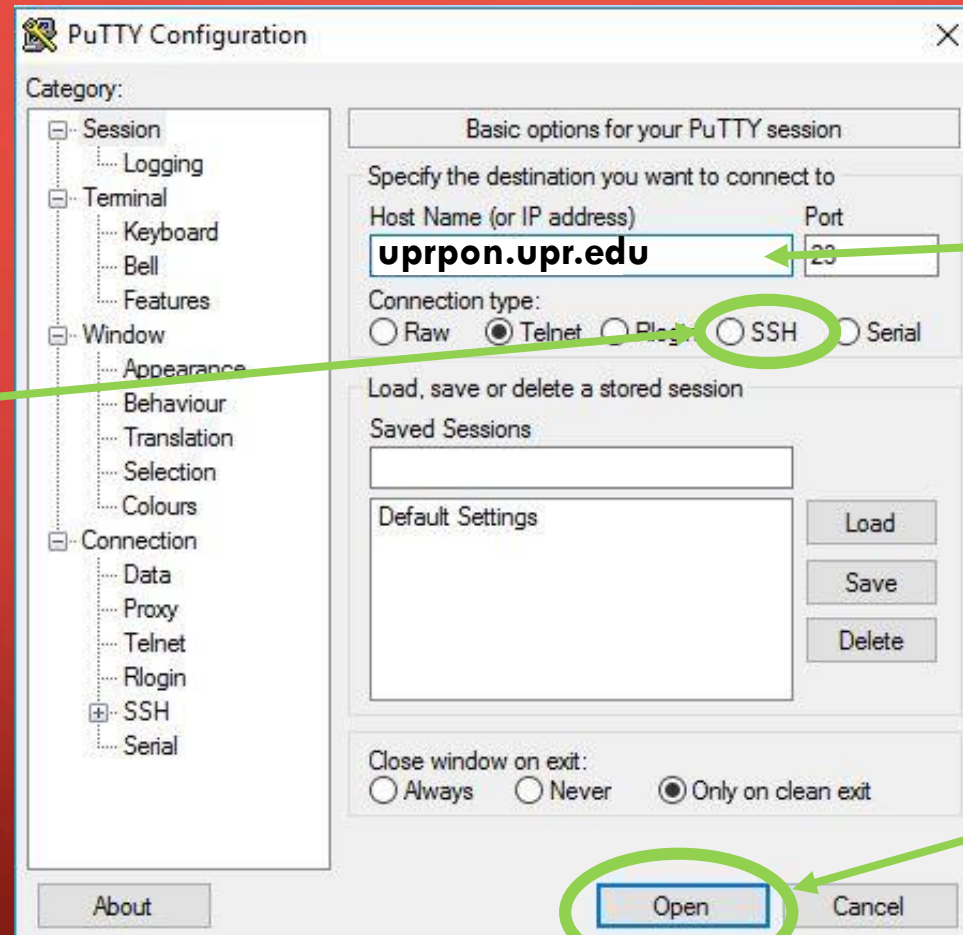 PuTTY Configuration
Category:
Session
Logging
Terminal
Keyboard
Bell
Features
Window
Appearance
Behaviour
Translation
Selection
Colours
Connection
Data
Proxy
Telnet
Rlogin
SSH
Serial
Basic options for your PuTTY session
Specify the destination you want to connect to
Host Name (or IP address) Port
uprpon.upr.edu 23
Connection type:
Raw Telnet Rlogin SSH Serial
Load, save or delete a stored session
Saved Sessions
Default Settings
Load
Save
Delete
Close window on exit:
Always Never Only on clean exit
About Open Cancel